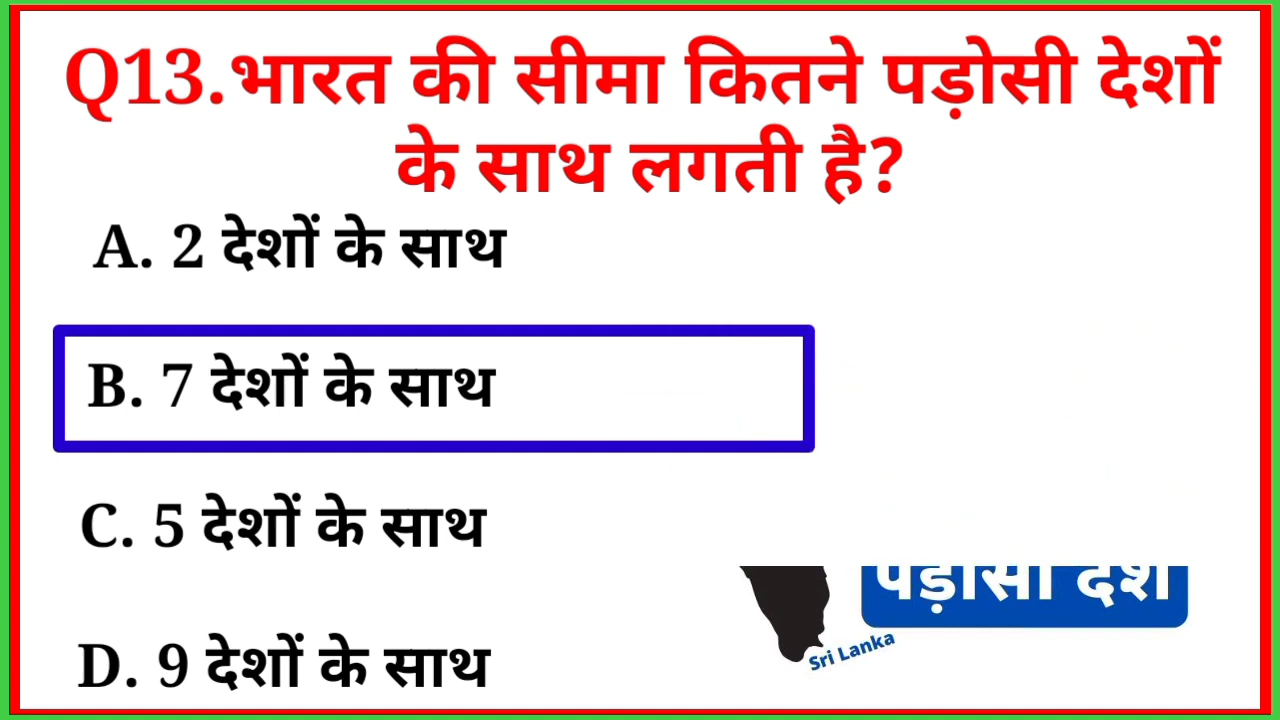 Q13.भारत की सीमा कितने पड़ोसी देशों
के साथ लगती है?
A. 2 देशों के साथ
B. 7 देशों के साथ
C. 5 देशों के साथ
पड़ोसी देश
Sri Lanka
D. 9 देशों के साथ